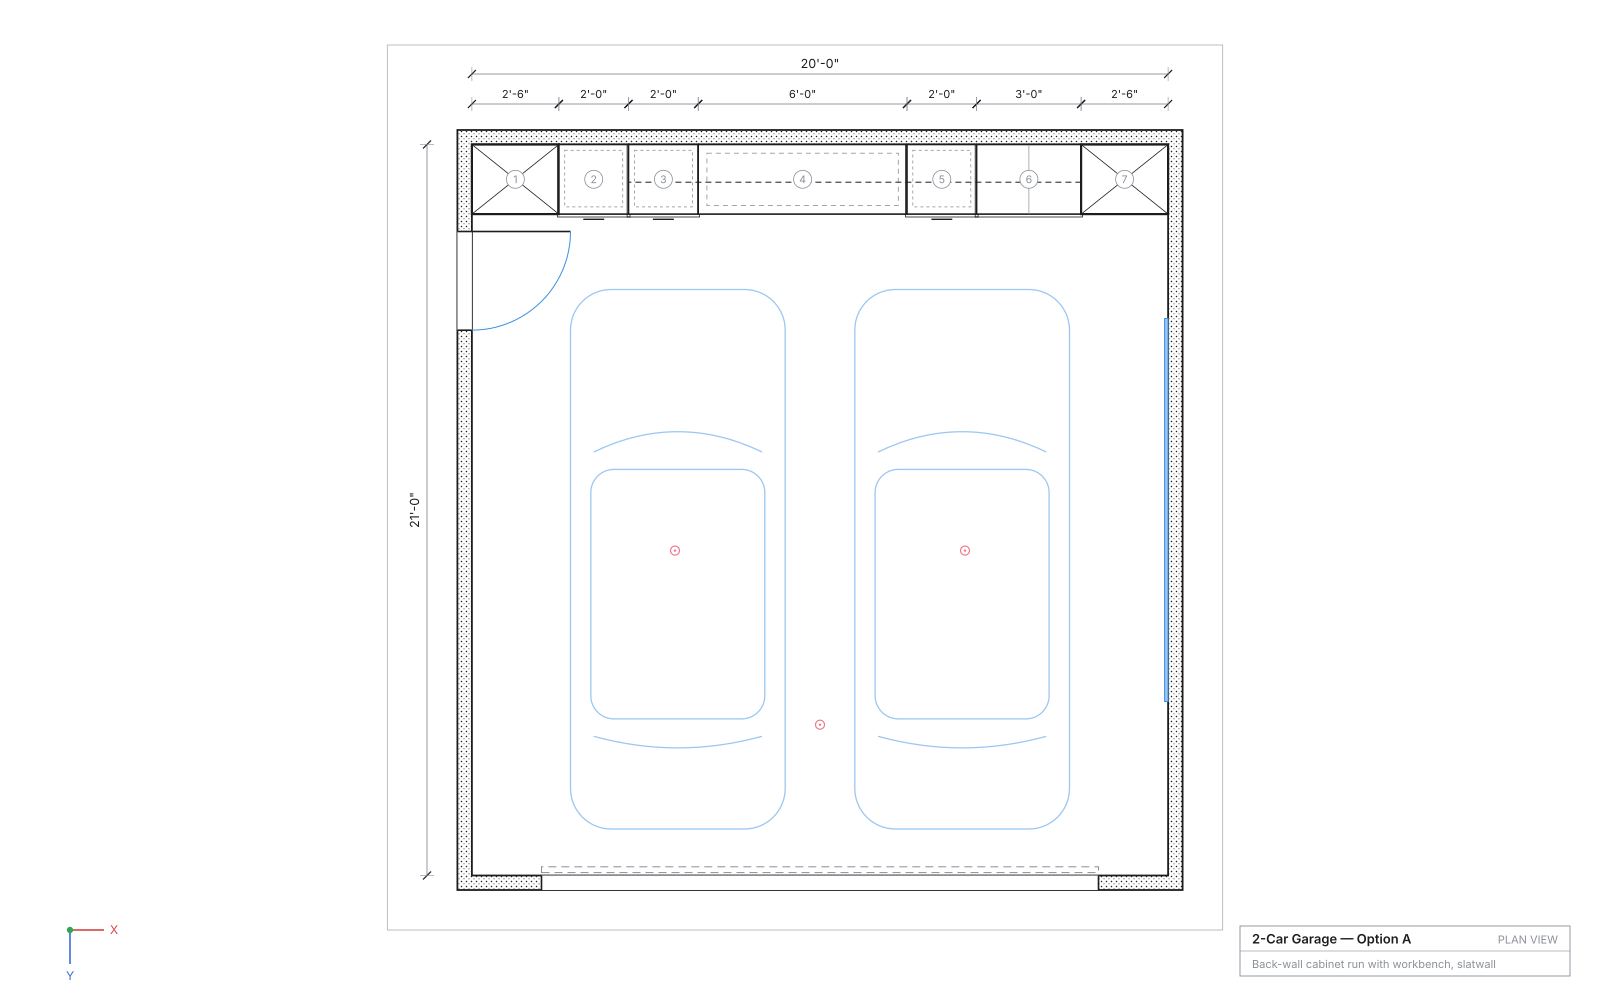 20'-0"
2'-6" 2'-0" 2'-0" 6'-0" 2'-0" 3'-0" 2'-6"
1 2 3 4 5 6 7
21'-0"
X
Y
2-Car Garage — Option A PLAN VIEW
Back-wall cabinet run with workbench, slatwall